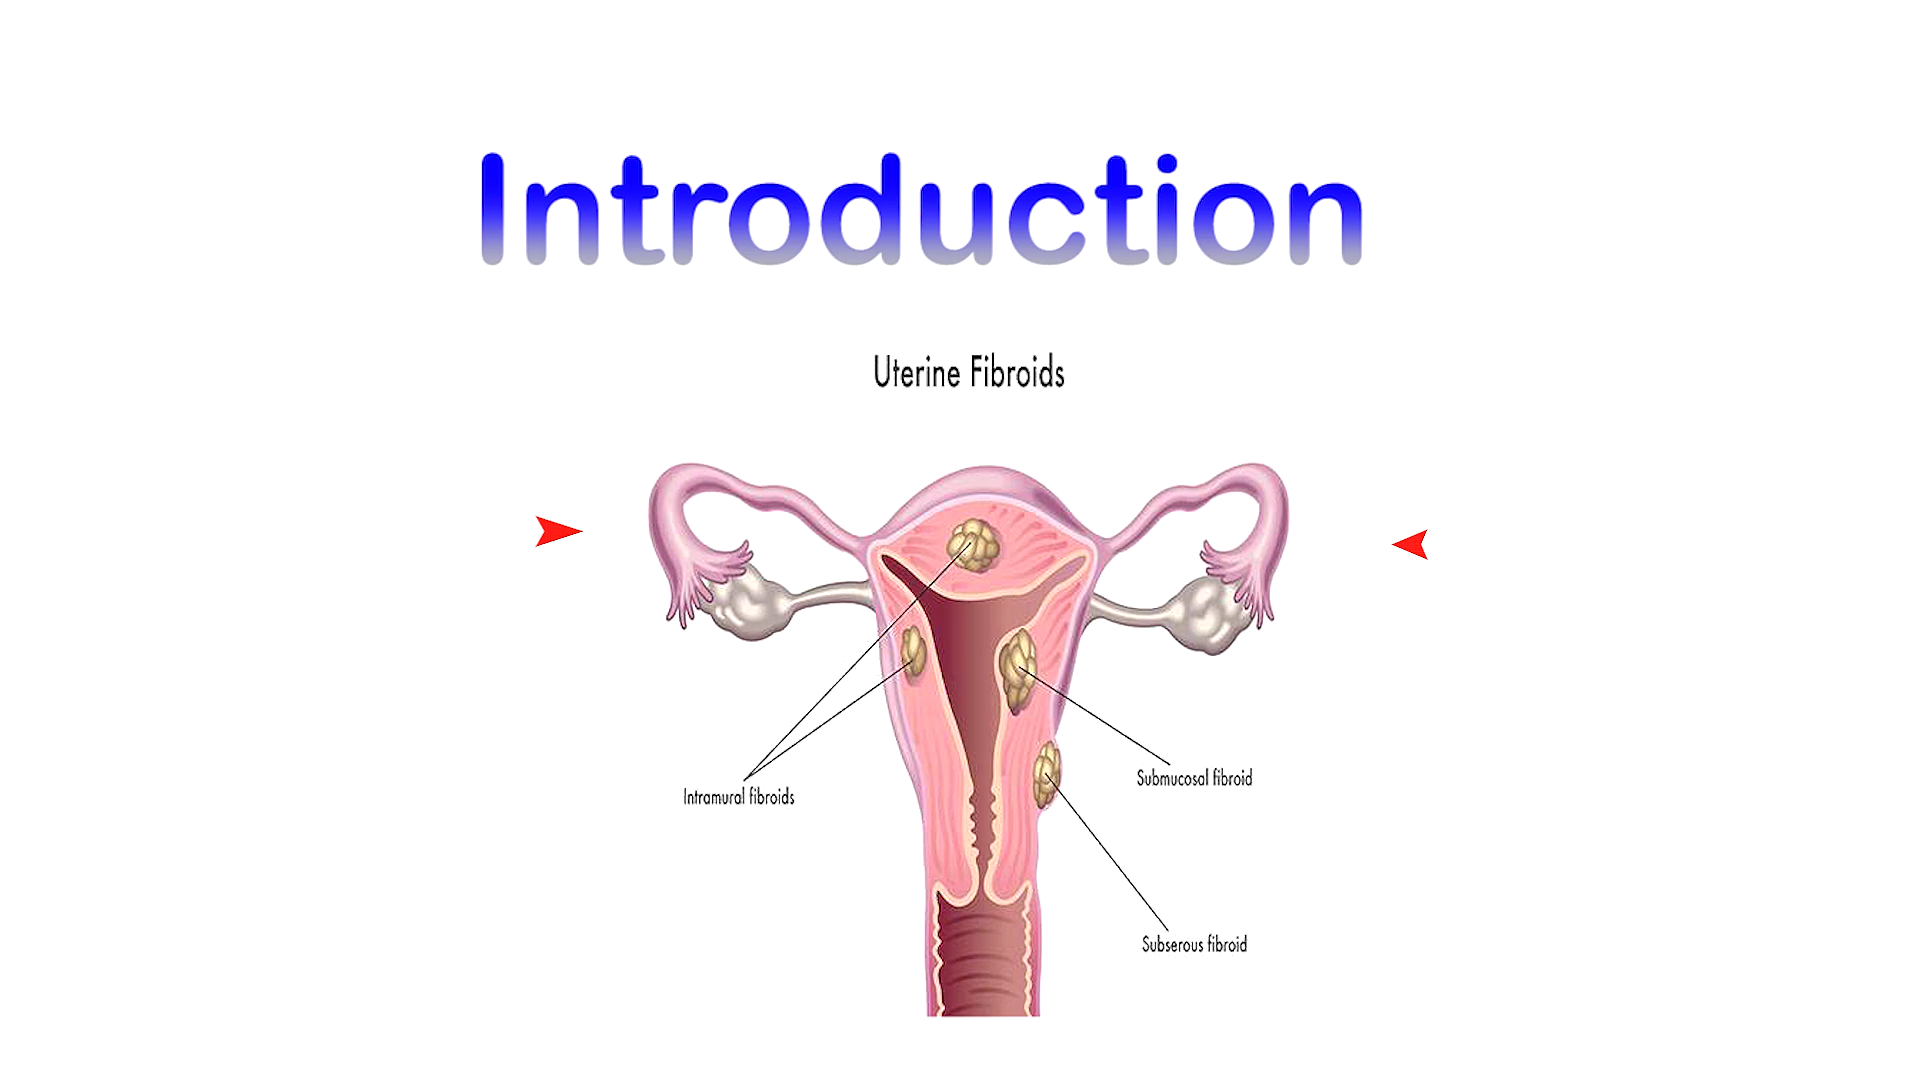 Introduction
Uterine Fibroids
Intramural fibroids
Submucosal fibroid
Subserous fibroid